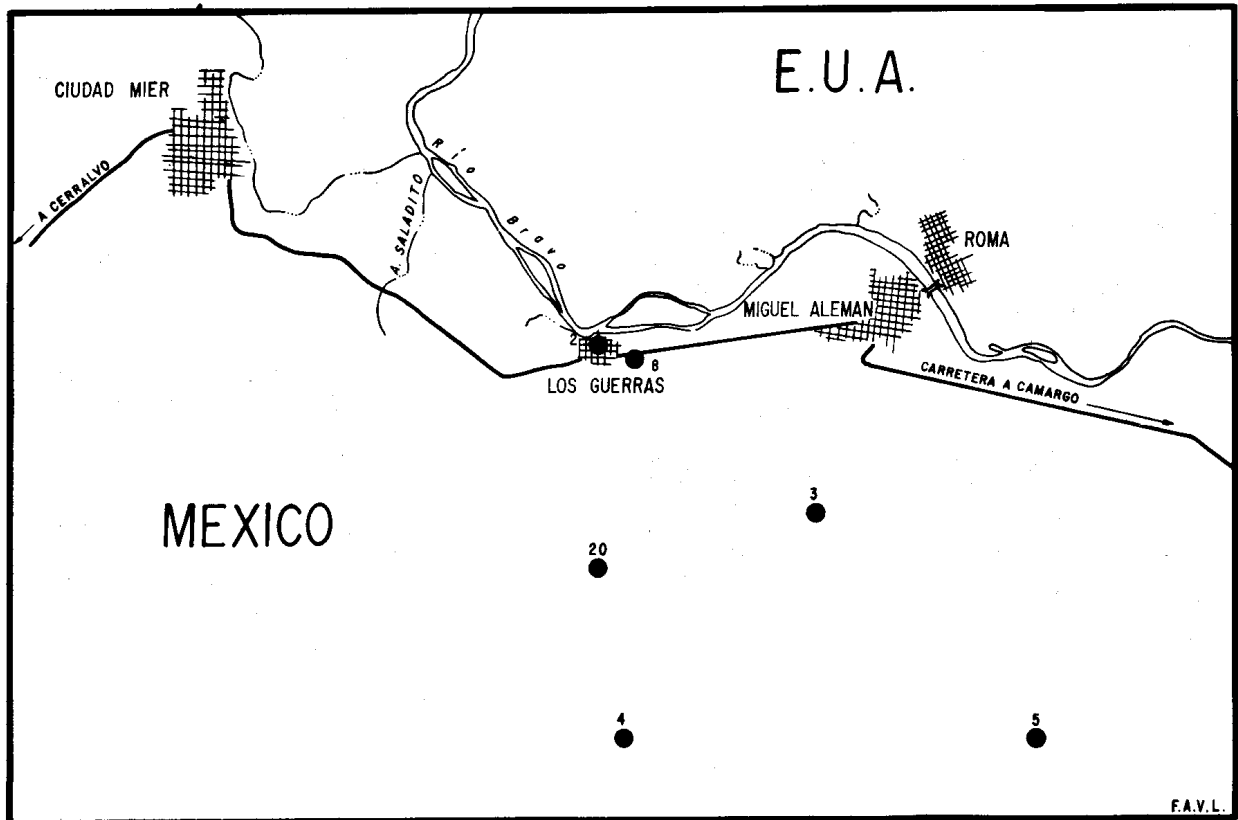 E.U.A.
CIUDAD MIER
Río
Bravo
A CERRALVO
A. SALADITO
ROMA
MIGUEL ALEMAN
2
8
LOS GUERRAS
CARRETERA A CAMARGO
3
MEXICO
20
4
5
F.A.V.L.